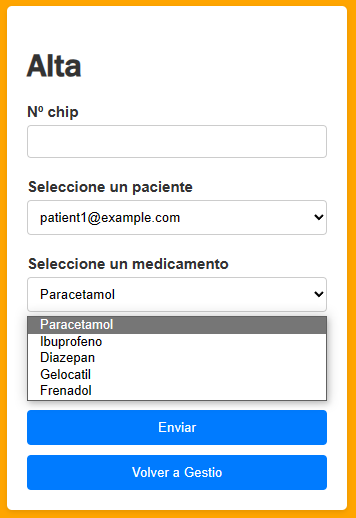 Alta
Nº chip
Seleccione un paciente
patient1@example.com
Seleccione un medicamento
Paracetamol
Paracetamol
Ibuprofeno
Diazepan
Gelocatil
Frenadol
Enviar
Volver a Gestio